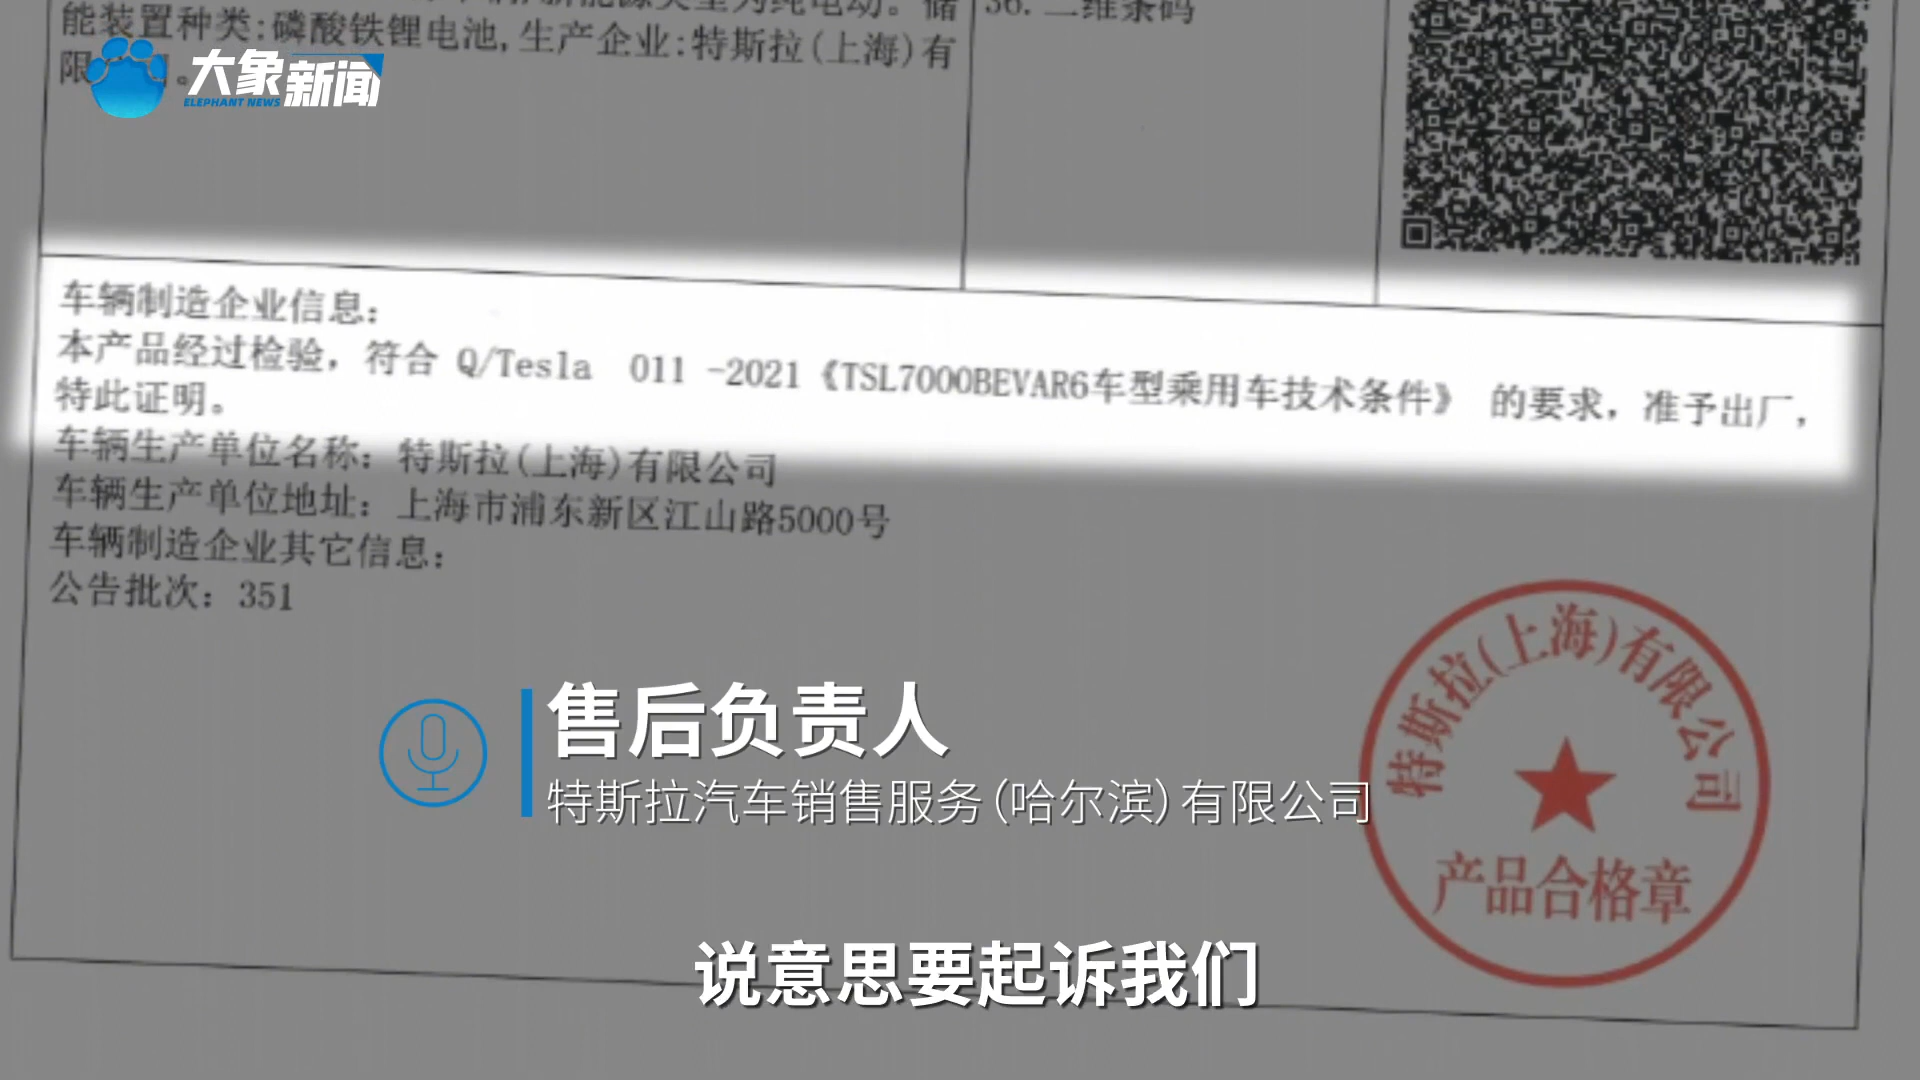 能装置种类:磷酸铁锂电池,生产企业:特斯拉(上海)有
限
36.二维条码
大象新闻
ELEPHANT NEWS
车辆制造企业信息:
本产品经过检验，符合 Q/Tesla 011 -2021《TSL7000BEVAR6车型乘用车技术条件》 的要求，准予出厂，
特此证明。
车辆生产单位名称：特斯拉(上海)有限公司
车辆生产单位地址：上海市浦东新区江山路5000号
车辆制造企业其它信息:
公告批次：351
特斯拉(上海)有限公司
产品合格章
售后负责人
特斯拉汽车销售服务(哈尔滨)有限公司
说意思要起诉我们